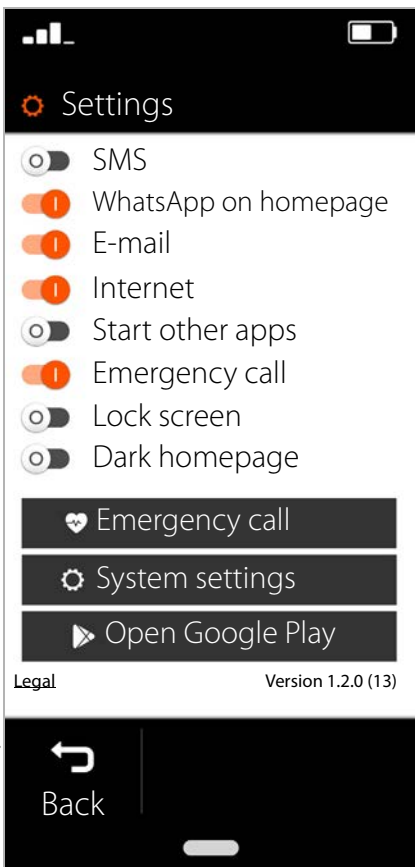 Settings
SMS
WhatsApp on homepage
E-mail
Internet
Start other apps
Emergency call
Lock screen
Dark homepage
Emergency call
System settings
Open Google Play
Legal Version 1.2.0 (13)
Back